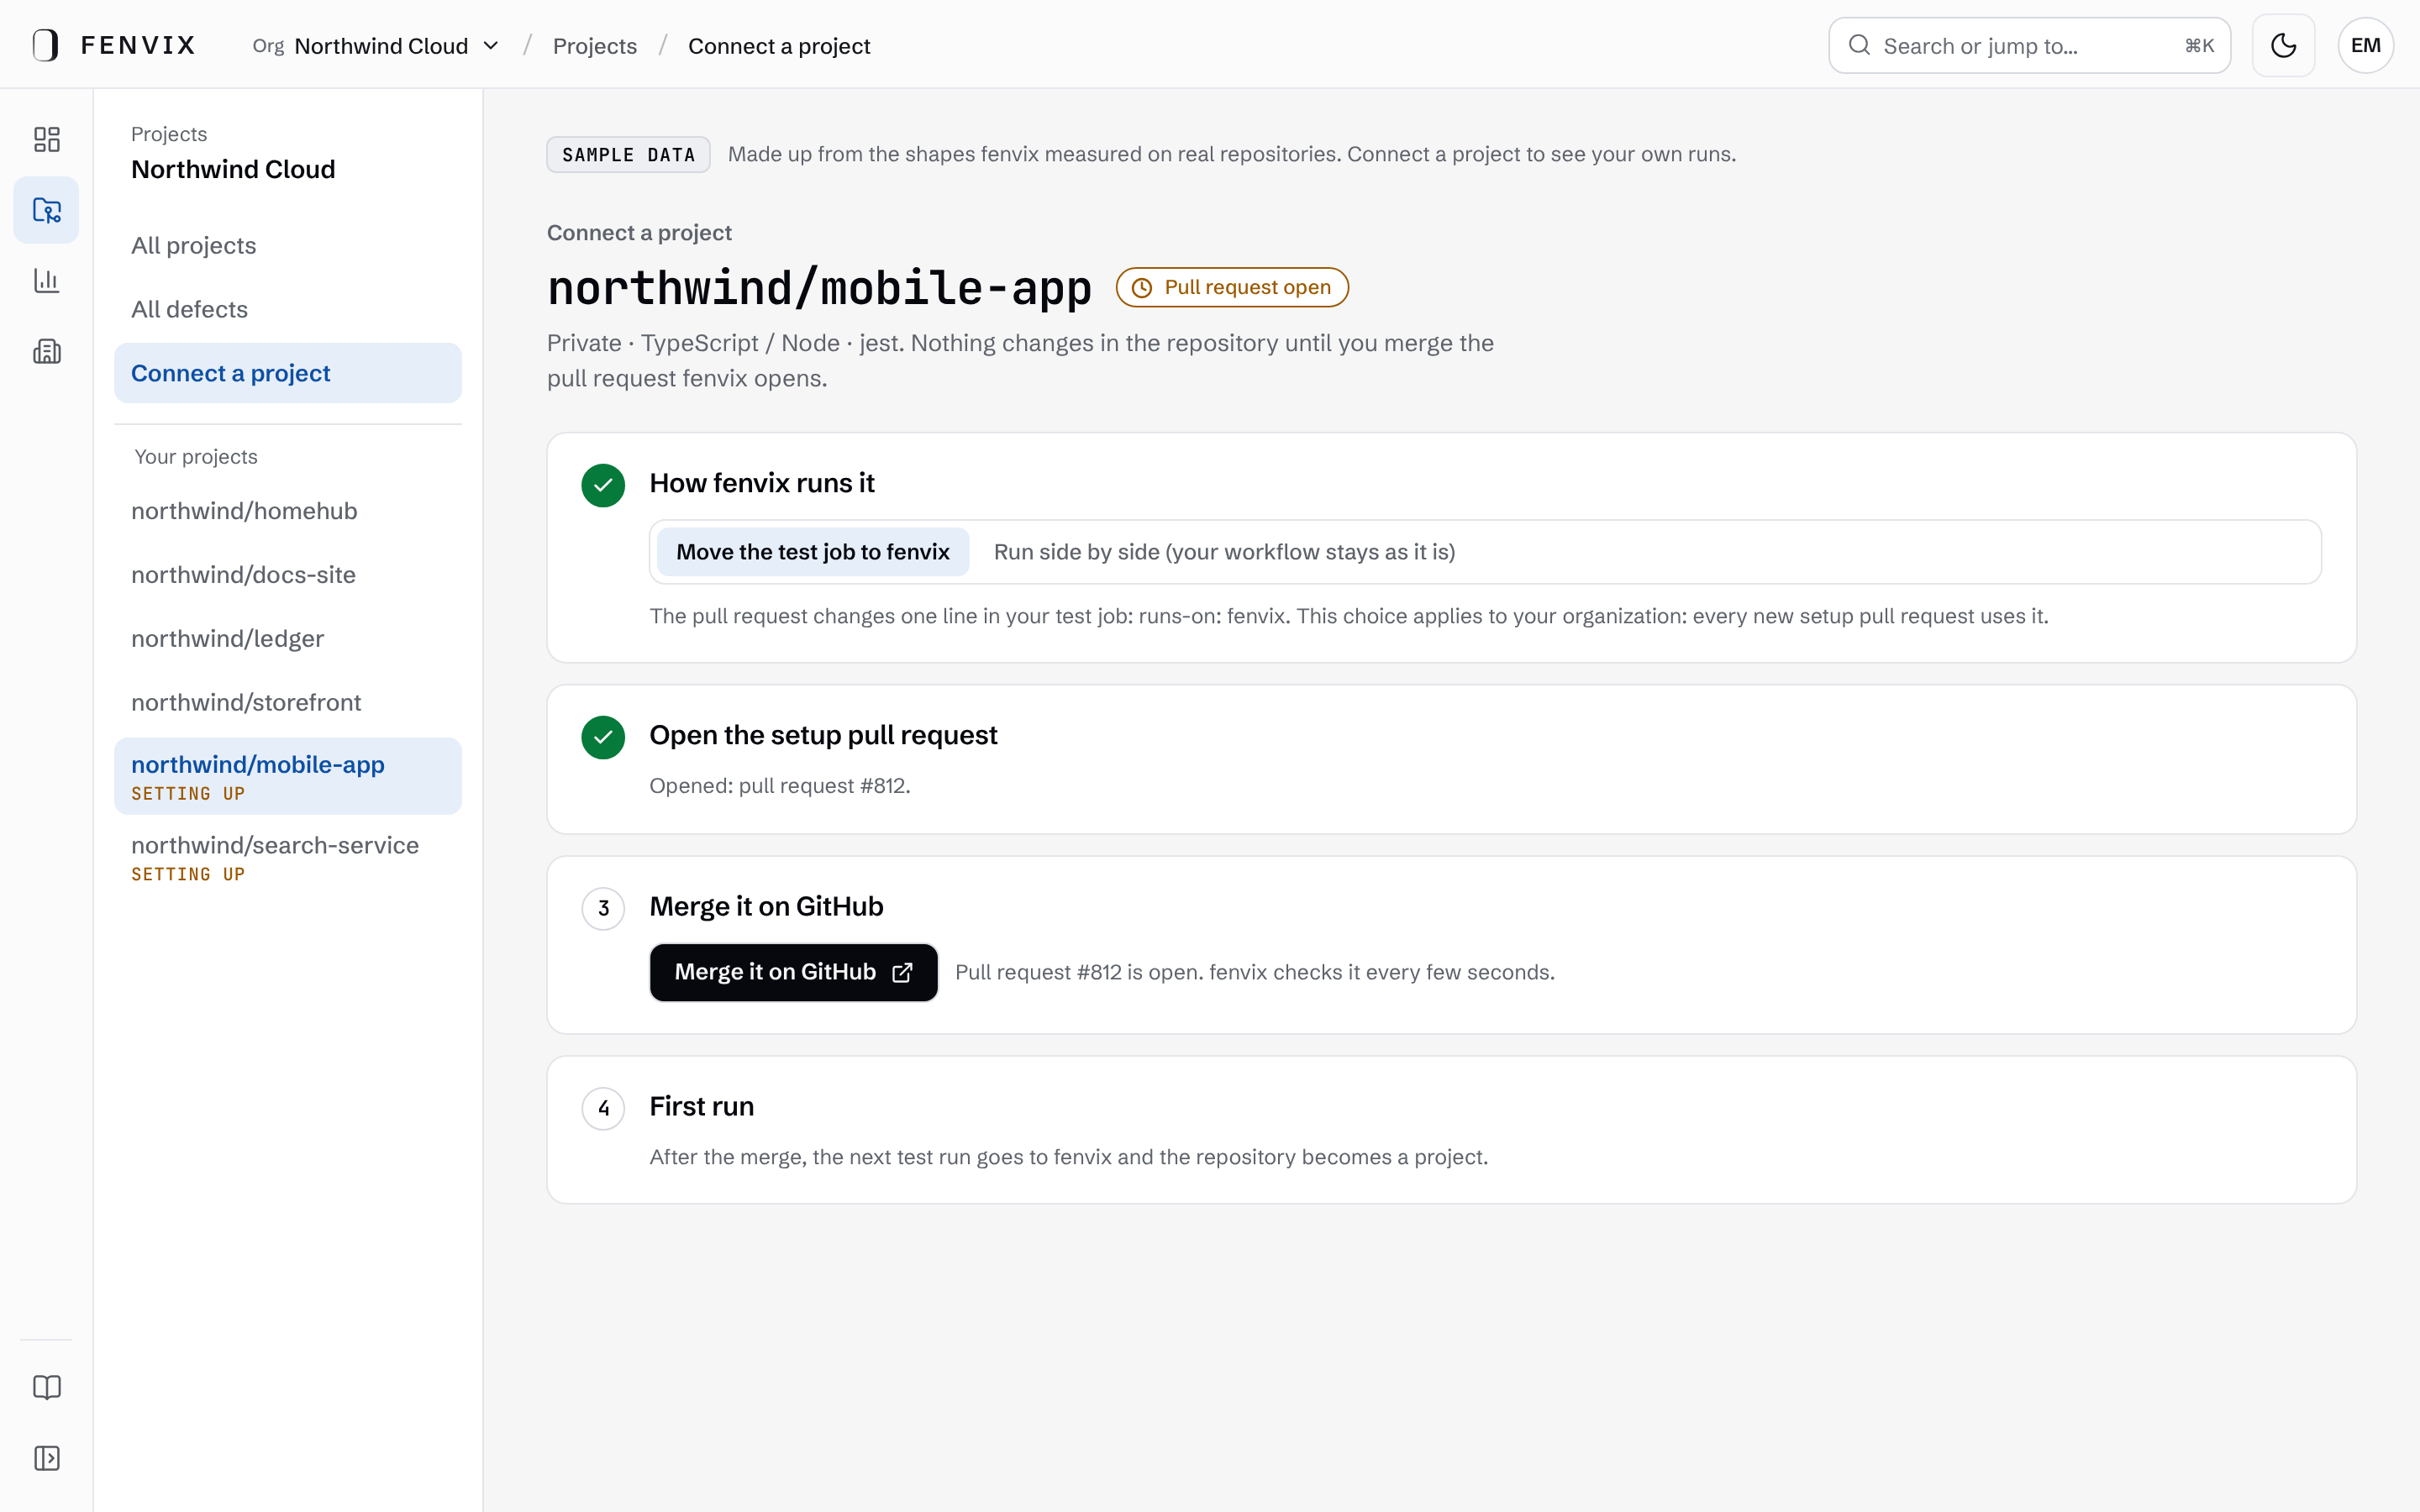 FENVIX
Org Northwind Cloud / Projects / Connect a project
Search or jump to... ⌘K
EM
Projects
Northwind Cloud
All projects
All defects
Connect a project
Your projects
northwind/homehub
northwind/docs-site
northwind/ledger
northwind/storefront
northwind/mobile-app
SETTING UP
northwind/search-service
SETTING UP
SAMPLE DATA Made up from the shapes fenvix measured on real repositories. Connect a project to see your own runs.
Connect a project
northwind/mobile-app Pull request open
Private · TypeScript / Node · jest. Nothing changes in the repository until you merge the
pull request fenvix opens.
How fenvix runs it
Move the test job to fenvix Run side by side (your workflow stays as it is)
The pull request changes one line in your test job: runs-on: fenvix. This choice applies to your organization: every new setup pull request uses it.
Open the setup pull request
Opened: pull request #812.
3 Merge it on GitHub
Merge it on GitHub Pull request #812 is open. fenvix checks it every few seconds.
4 First run
After the merge, the next test run goes to fenvix and the repository becomes a project.